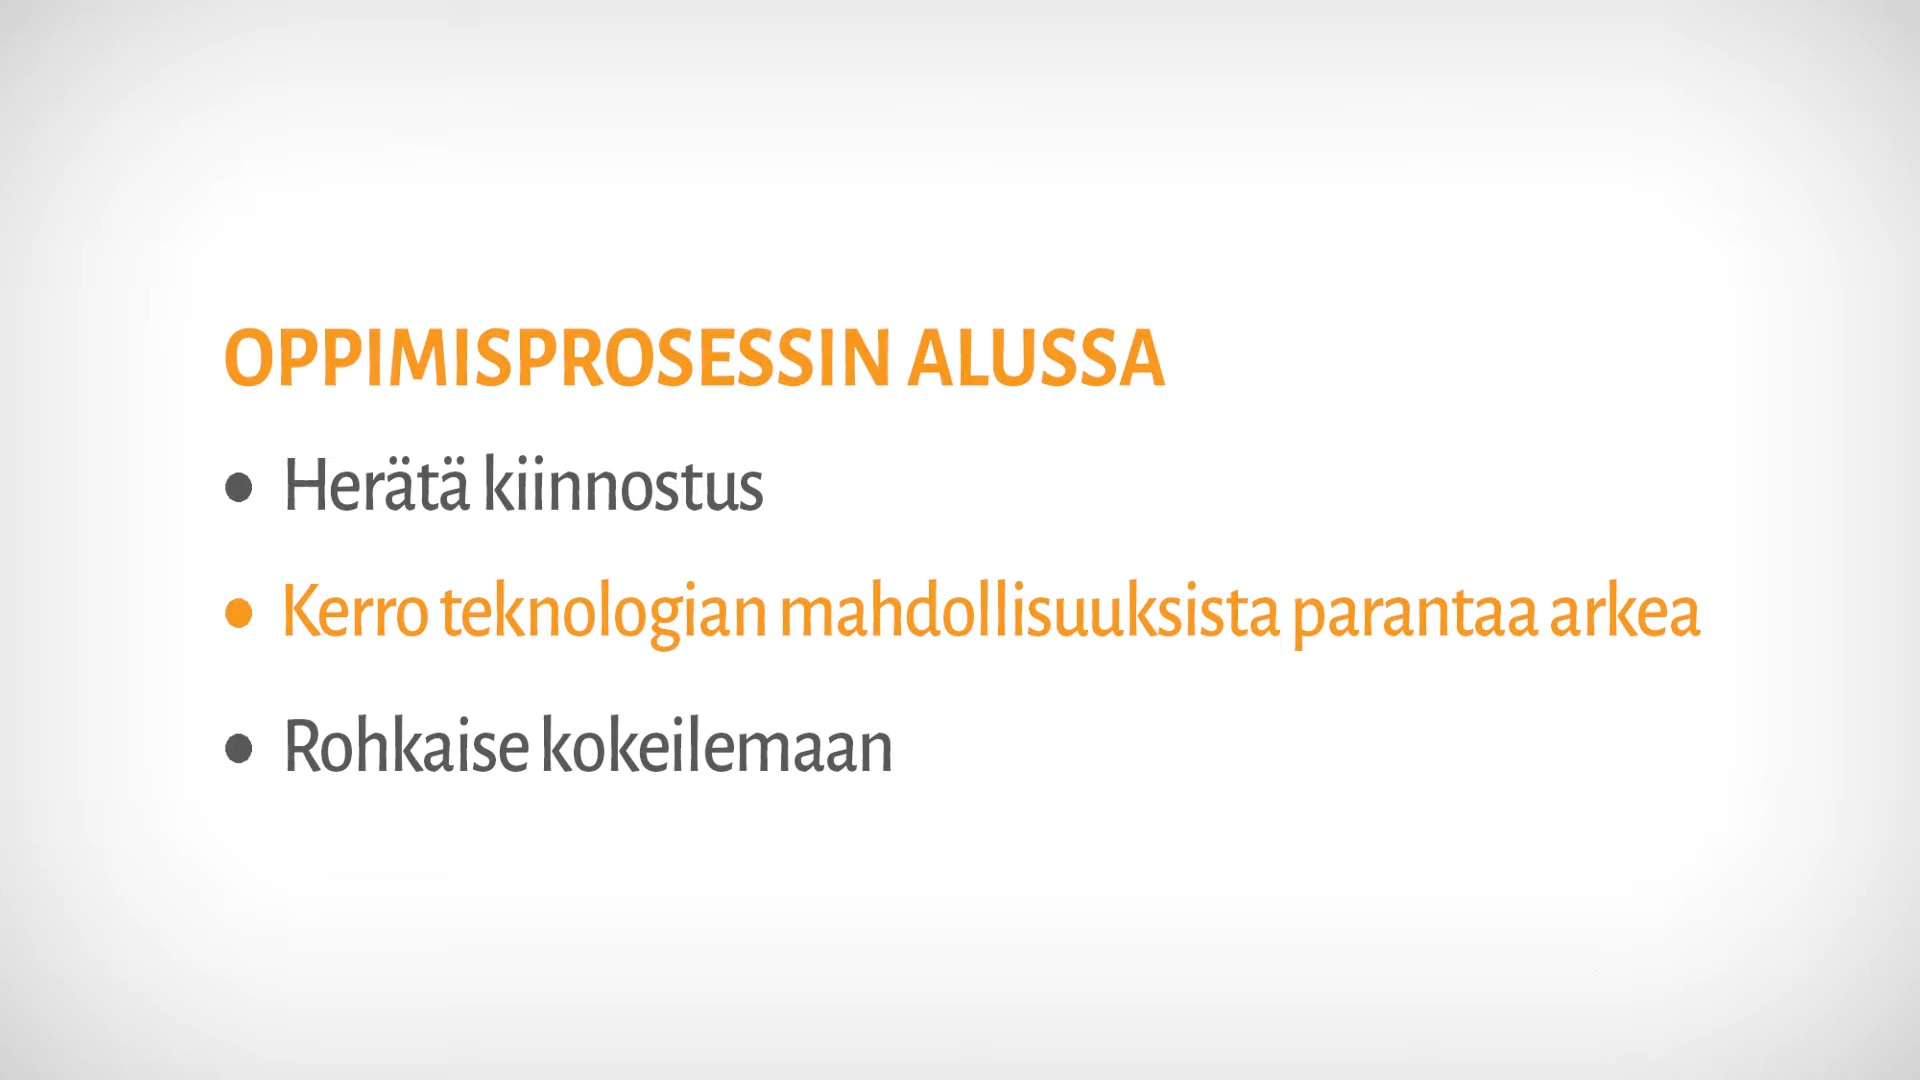 OPPIMISPROSESSIN ALUSSA
• Herätä kiinnostus
• Kerro teknologian mahdollisuuksista parantaa arkea
• Rohkaise kokeilemaan